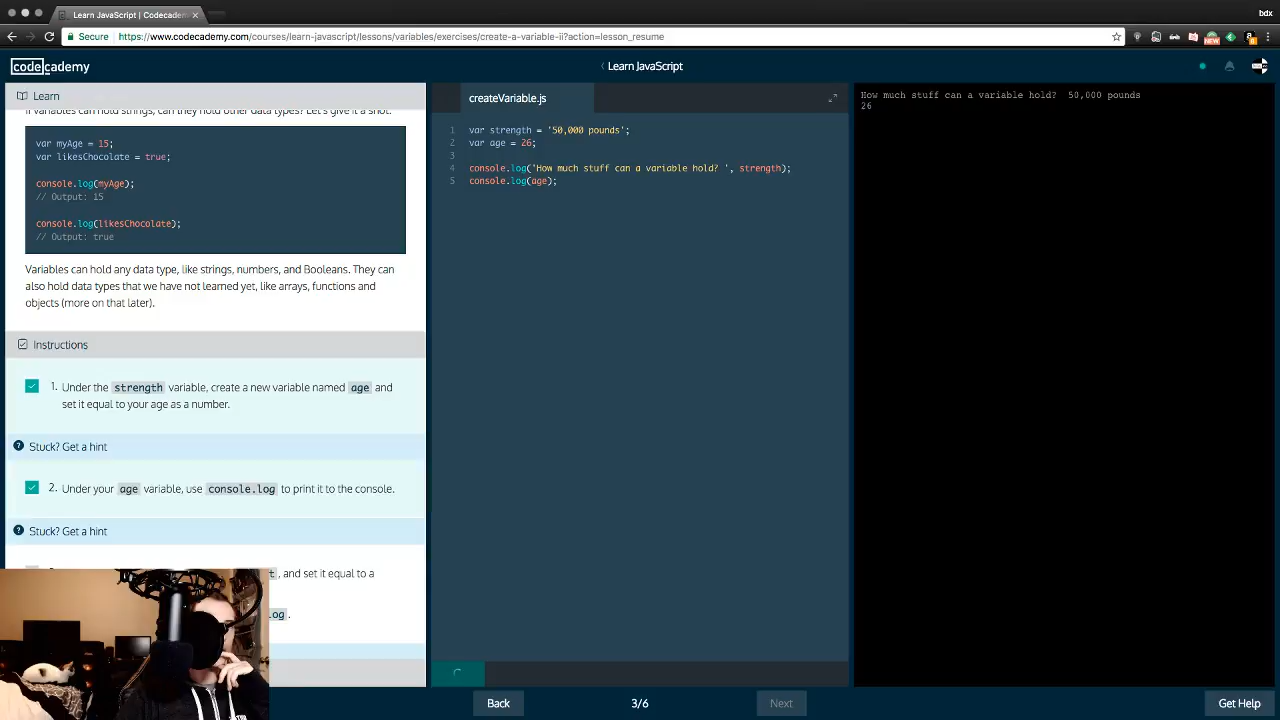 Learn JavaScript | Codecadem
bdx
Secure https://www.codecademy.com/courses/learn-javascript/lessons/variables/exercises/create-a-variable-ii?action=lesson_resume
codecademy
Learn JavaScript
Learn
If variables can hold strings, can they hold other data types? Let's give it a shot.
var myAge = 15;
var likesChocolate = true;
console.log(myAge);
// Output: 15
console.log(likesChocolate);
// Output: true
Variables can hold any data type, like strings, numbers, and Booleans. They can
also hold data types that we have not learned yet, like arrays, functions and
objects (more on that later).
Instructions
1. Under the strength variable, create a new variable named age and
set it equal to your age as a number.
? Stuck? Get a hint
2. Under your age variable, use console.log to print it to the console.
? Stuck? Get a hint
t, and set it equal to a
log.
createVariable.js
1 var strength = '50,000 pounds';
2 var age = 26;
3
4 console.log('How much stuff can a variable hold? ', strength);
5 console.log(age);
How much stuff can a variable hold?  50,000 pounds
26
Back
3/6
Next
Get Help